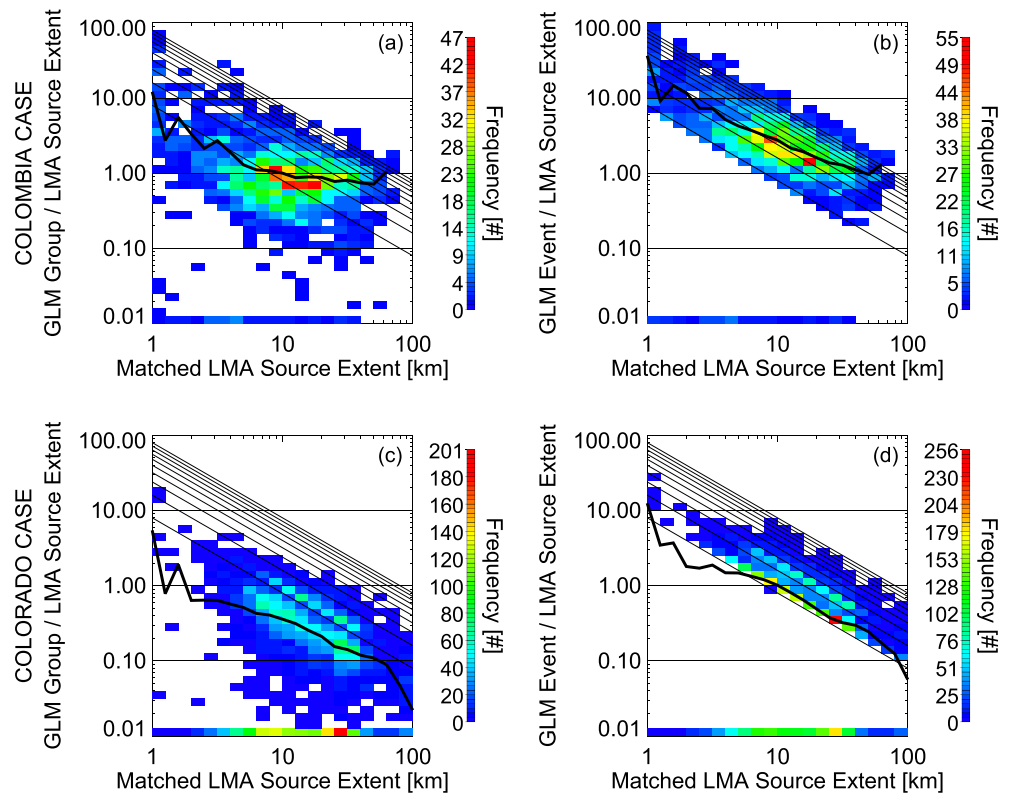 COLOMBIA CASE
GLM Group / LMA Source Extent
100.00
10.00
1.00
0.10
0.01
(a)
1 10 100
Matched LMA Source Extent [km]
47
42
37
32
28
23
18
14
9
4
0
Frequency [#]
GLM Event / LMA Source Extent
100.00
10.00
1.00
0.10
0.01
(b)
1 10 100
Matched LMA Source Extent [km]
55
49
44
38
33
27
22
16
11
5
0
Frequency [#]
COLORADO CASE
GLM Group / LMA Source Extent
100.00
10.00
1.00
0.10
0.01
(c)
1 10 100
Matched LMA Source Extent [km]
201
180
160
140
120
100
80
60
40
20
0
Frequency [#]
GLM Event / LMA Source Extent
100.00
10.00
1.00
0.10
0.01
(d)
1 10 100
Matched LMA Source Extent [km]
256
230
204
179
153
128
102
76
51
25
0
Frequency [#]